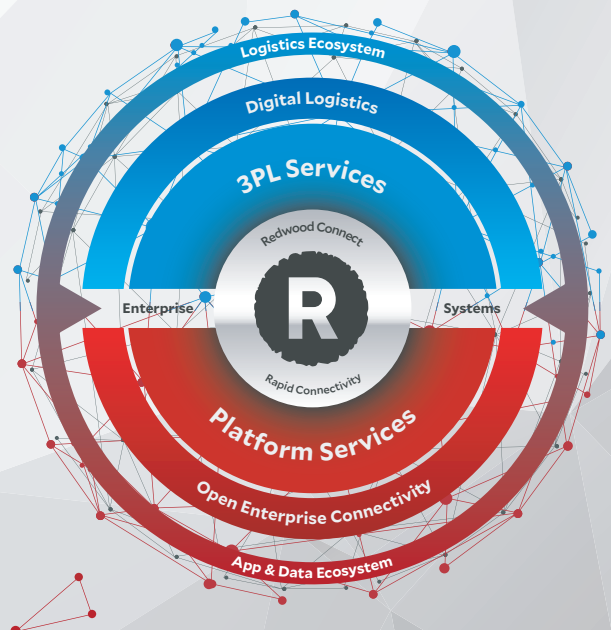 Logistics Ecosystem
Digital Logistics
3PL Services
Redwood Connect
R
Enterprise
Systems
Rapid Connectivity
Platform Services
Open Enterprise Connectivity
App & Data Ecosystem